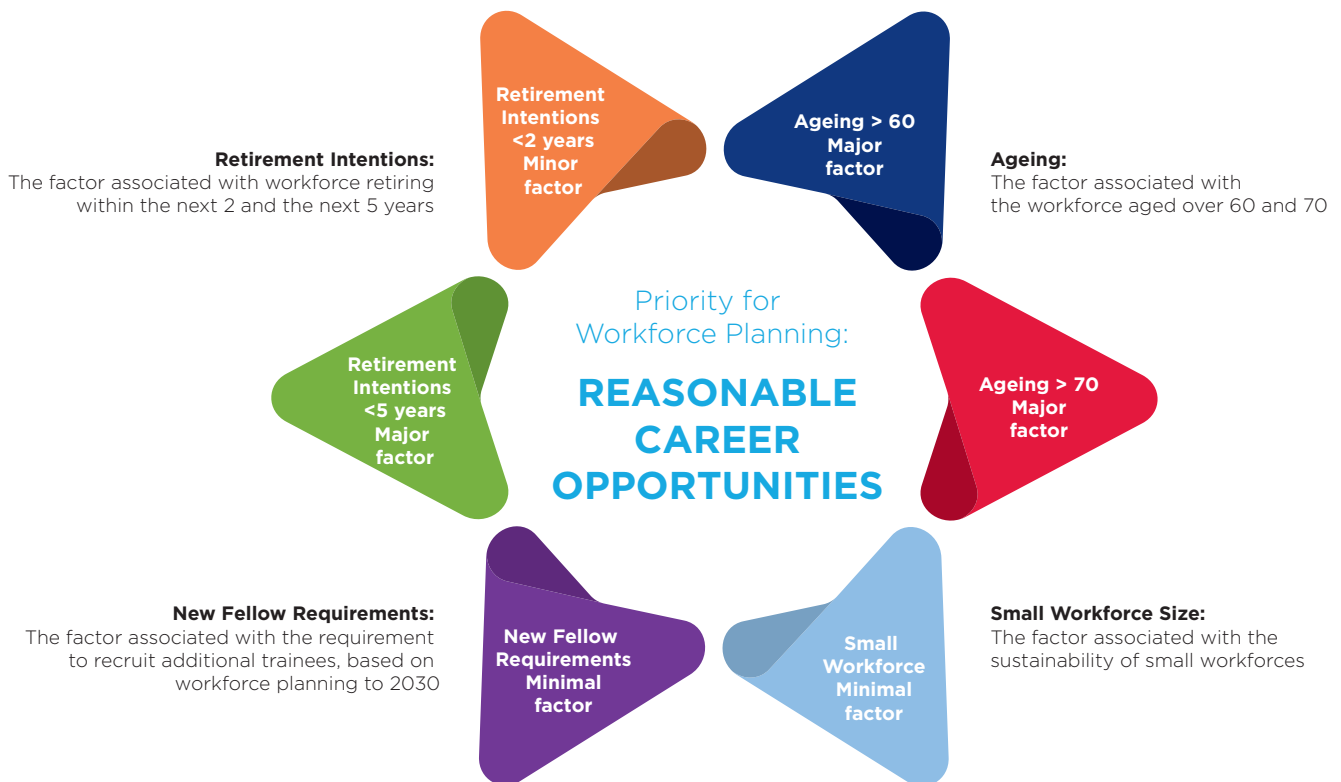 Retirement
Intentions
<2 years
Minor
factor
Ageing > 60
Major
factor
Retirement Intentions:
The factor associated with workforce retiring
within the next 2 and the next 5 years
Ageing:
The factor associated with
the workforce aged over 60 and 70
Priority for
Workforce Planning:
REASONABLE
CAREER
OPPORTUNITIES
Retirement
Intentions
<5 years
Major
factor
Ageing > 70
Major
factor
New Fellow Requirements:
The factor associated with the requirement
to recruit additional trainees, based on
workforce planning to 2030
New Fellow
Requirements
Minimal
factor
Small
Workforce
Minimal
factor
Small Workforce Size:
The factor associated with the
sustainability of small workforces